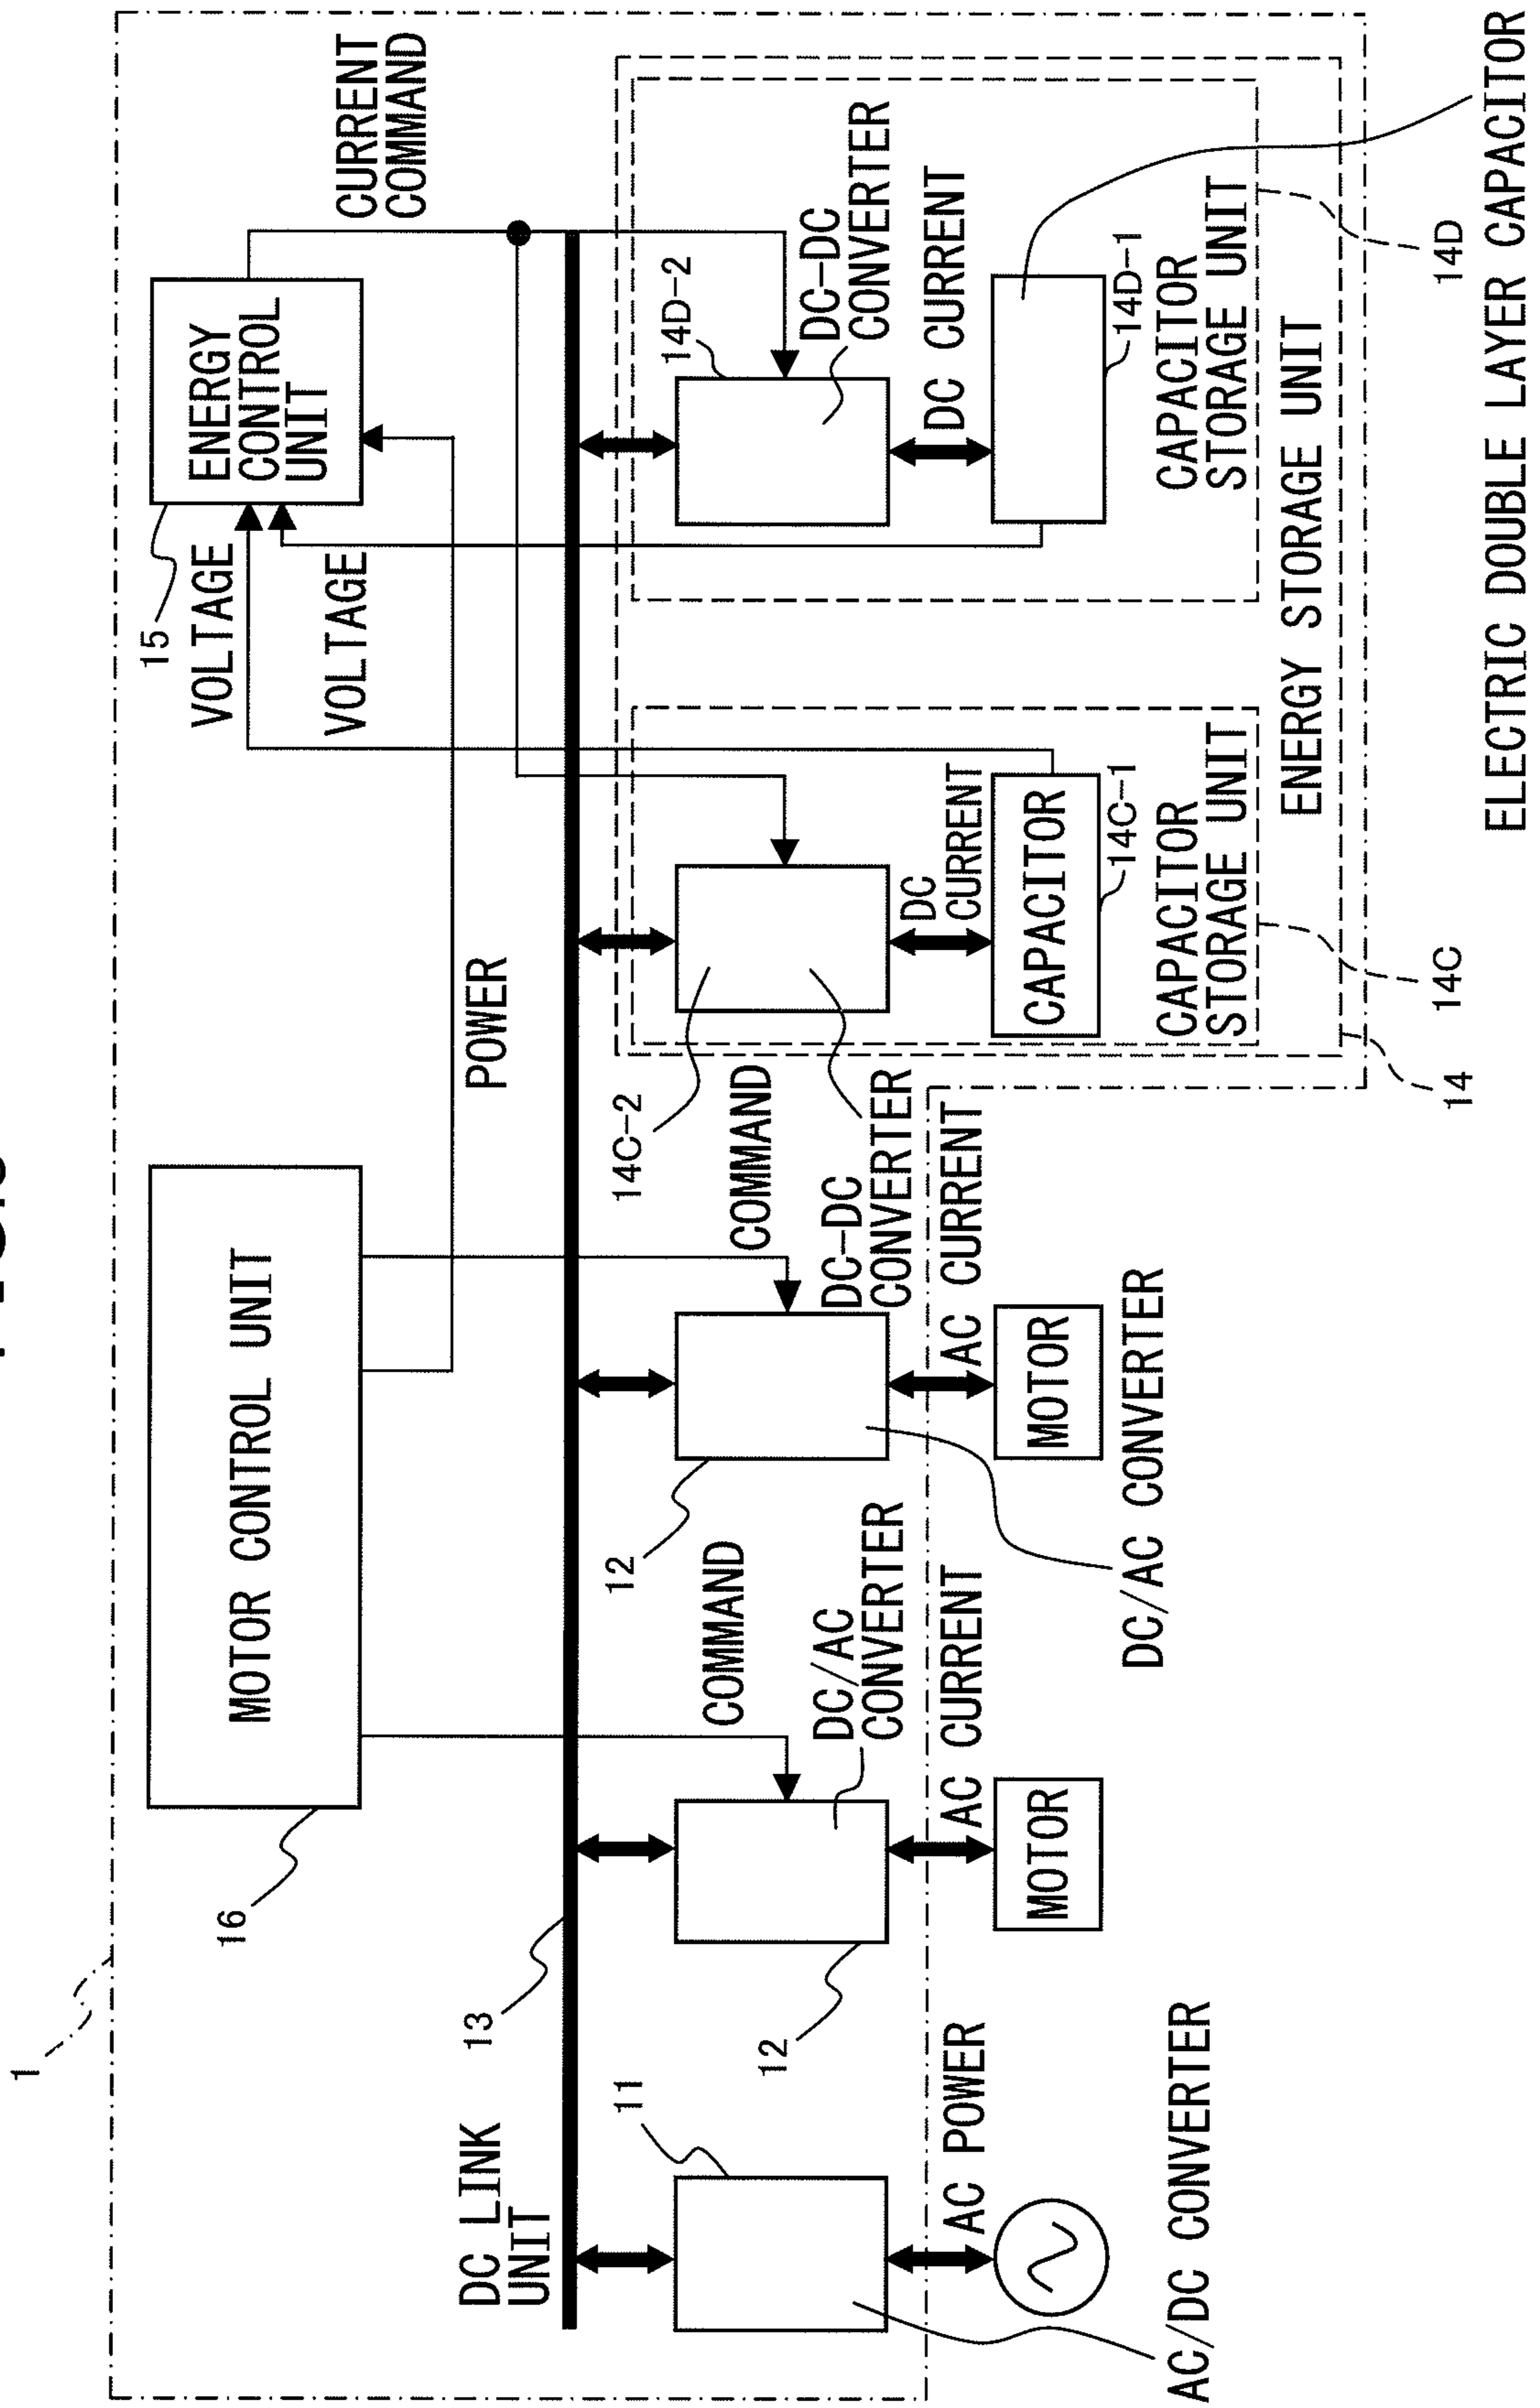 1
16
MOTOR CONTROL UNIT
15
ENERGY
CONTROL
UNIT
VOLTAGE
VOLTAGE
CURRENT
COMMAND
POWER
DC LINK
UNIT
13
11
12
COMMAND
12
COMMAND
14C-2
14D-2
DC/AC
CONVERTER
DC-DC
CONVERTER
DC-DC
CONVERTER
AC POWER
AC CURRENT
AC CURRENT
DC
CURRENT
DC CURRENT
MOTOR
MOTOR
CAPACITOR
14C-1
14D-1
AC/DC CONVERTER
DC/AC CONVERTER
CAPACITOR
STORAGE UNIT
CAPACITOR
STORAGE UNIT
ENERGY STORAGE UNIT
14
14C
14D
ELECTRIC DOUBLE LAYER CAPACITOR